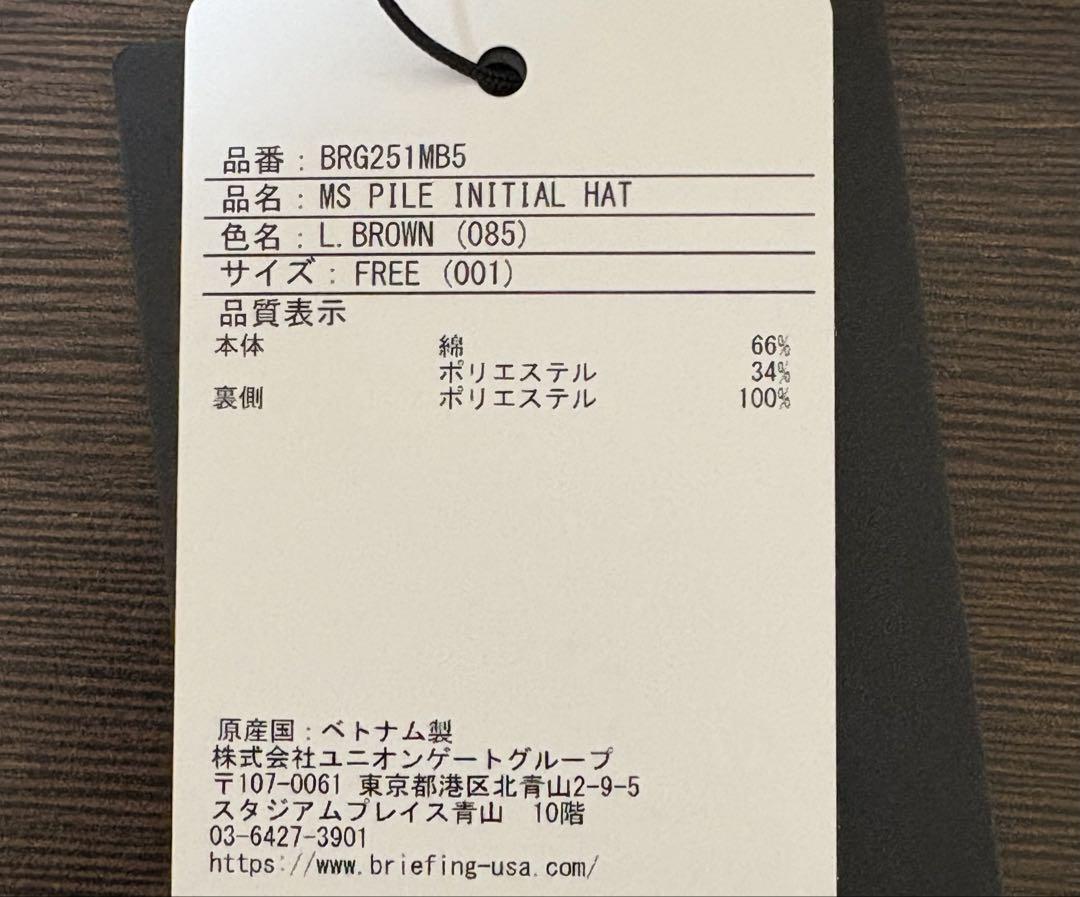 品番：BRG251MB5
品名：MS PILE INITIAL HAT
色名：L.BROWN (085)
サイズ：FREE (001)
品質表示
本体 綿 66%
ポリエステル 34%
裏側 ポリエステル 100%
原産国：ベトナム製
株式会社ユニオンゲートグループ
〒107-0061 東京都港区北青山2-9-5
スタジアムプレイス青山 10階
03-6427-3901
https://www.briefing-usa.com/